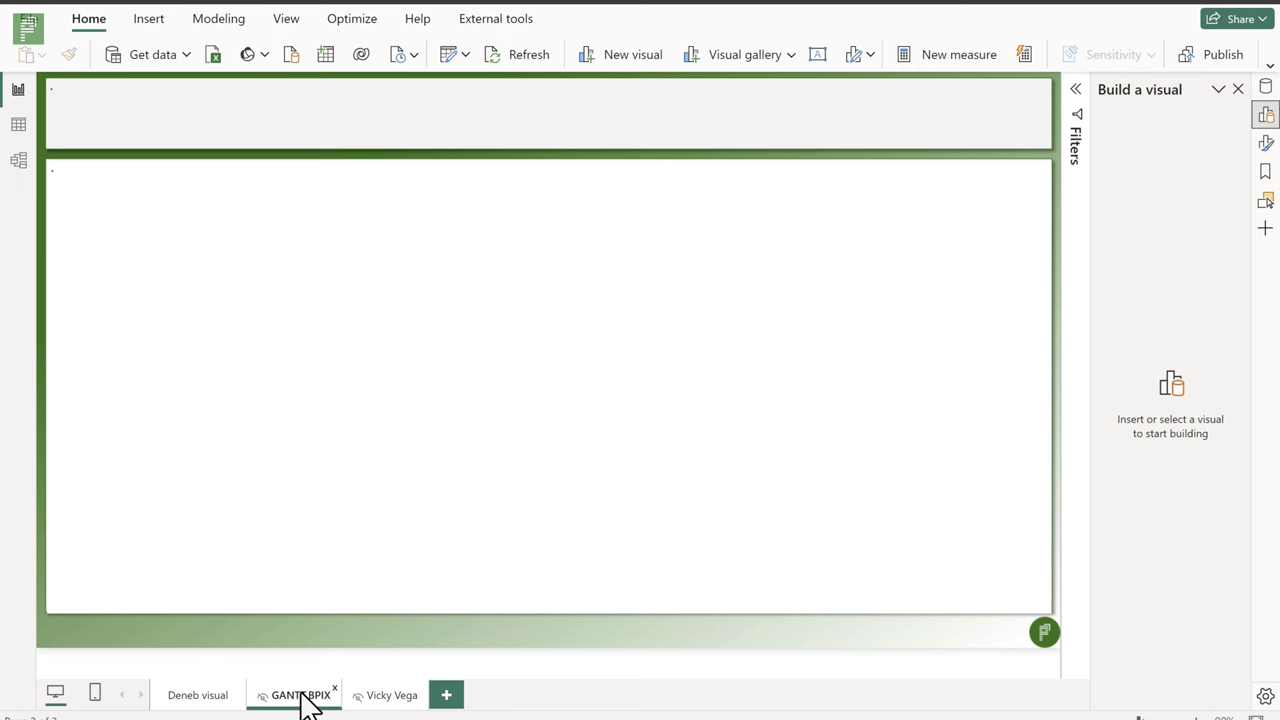 Home Insert Modeling View Optimize Help External tools Share
Get data Refresh New visual Visual gallery New measure Sensitivity Publish
Build a visual
Filters
Insert or select a visual
to start building
Deneb visual Vicky Vega